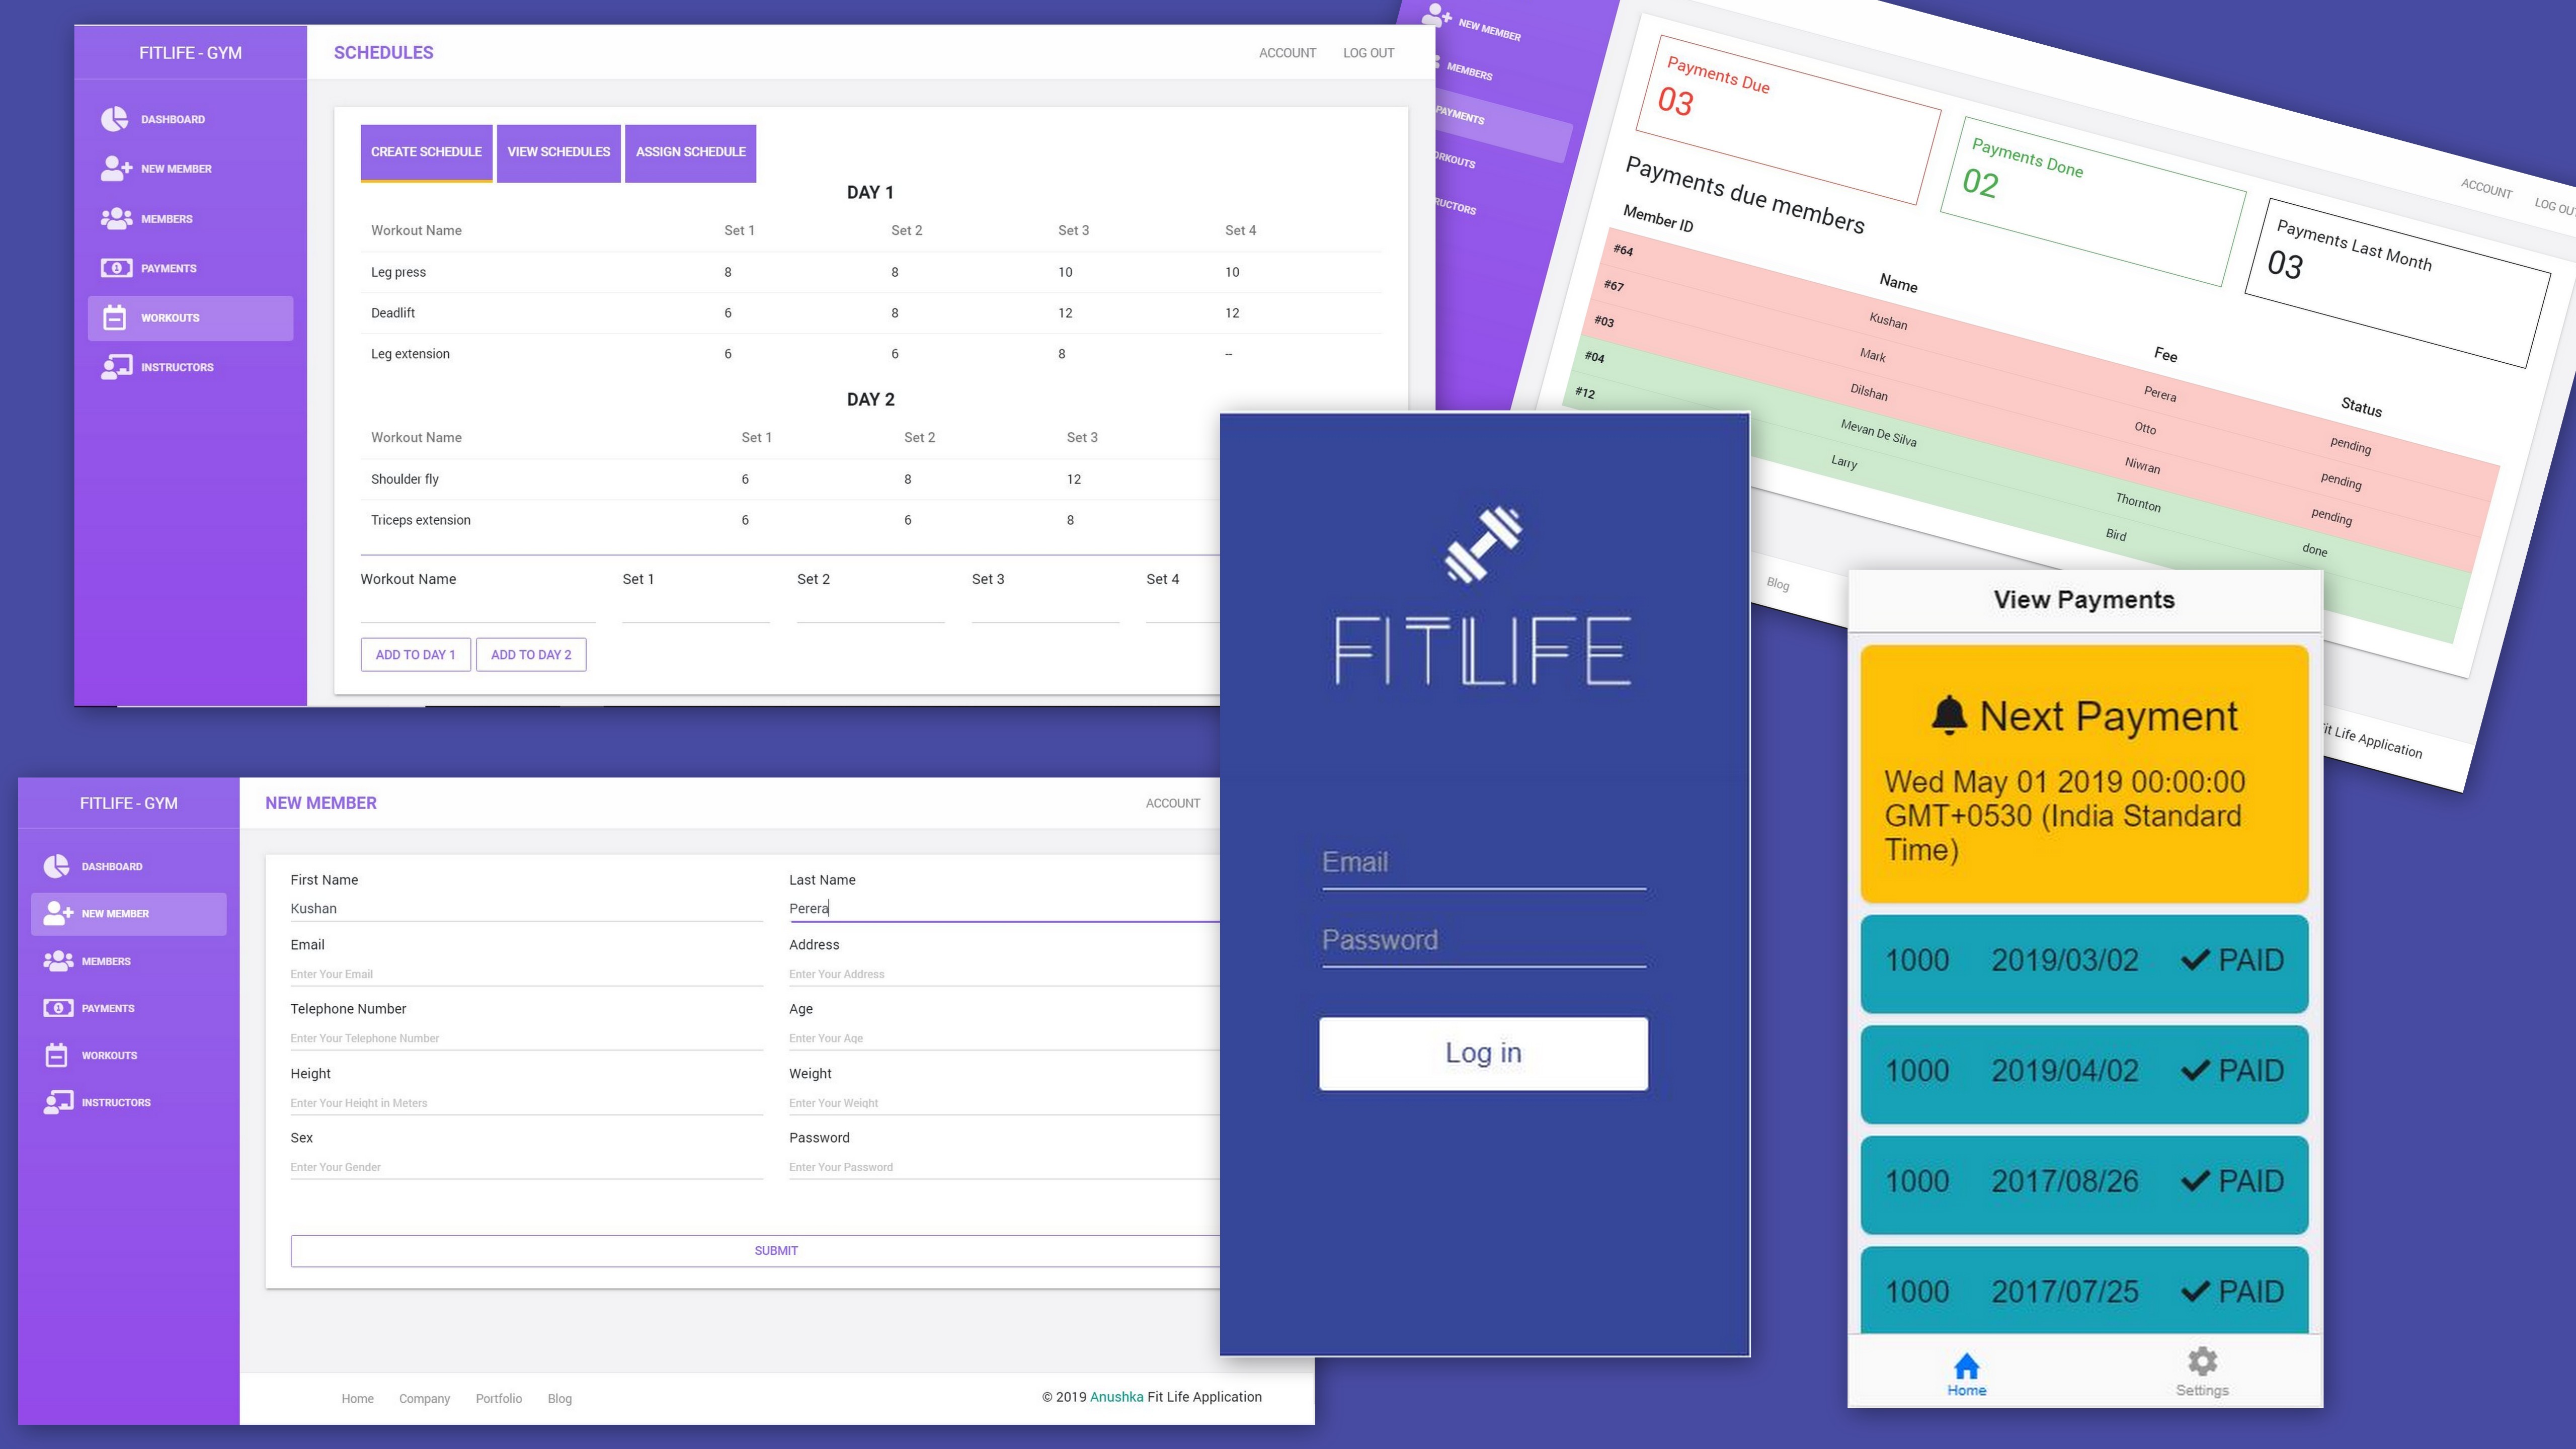 FITLIFE - GYM
DASHBOARD
NEW MEMBER
MEMBERS
PAYMENTS
WORKOUTS
INSTRUCTORS
SCHEDULES
ACCOUNT LOG OUT
CREATE SCHEDULE VIEW SCHEDULES ASSIGN SCHEDULE
DAY 1
Workout Name Set 1 Set 2 Set 3 Set 4
Leg press 8 8 10 10
Deadlift 6 8 12 12
Leg extension 6 6 8 --
DAY 2
Workout Name Set 1 Set 2 Set 3
Shoulder fly 6 8 12
Triceps extension 6 6 8
Workout Name Set 1 Set 2 Set 3 Set 4
ADD TO DAY 1 ADD TO DAY 2
NEW MEMBER
MEMBERS
PAYMENTS
ORKOUTS
RUCTORS
ACCOUNT LOG OU
Payments Due
03
Payments Done
02
Payments Last Month
03
Payments due members
Member ID Name Fee Status
#64 Kushan Perera pending
#67 Mark Otto pending
#03 Dilshan Niwran pending
#04 Mevan De Silva Thornton done
#12 Larry Bird
Blog
it Life Application
FITLIFE - GYM
DASHBOARD
NEW MEMBER
MEMBERS
PAYMENTS
WORKOUTS
INSTRUCTORS
NEW MEMBER
ACCOUNT
First Name Last Name
Kushan Perera
Email Address
Enter Your Email Enter Your Address
Telephone Number Age
Enter Your Telephone Number Enter Your Age
Height Weight
Enter Your Height in Meters Enter Your Weight
Sex Password
Enter Your Gender Enter Your Password
SUBMIT
Home Company Portfolio Blog
© 2019 Anushka Fit Life Application
FITLIFE
Email
Password
Log in
View Payments
Next Payment
Wed May 01 2019 00:00:00
GMT+0530 (India Standard
Time)
1000 2019/03/02 PAID
1000 2019/04/02 PAID
1000 2017/08/26 PAID
1000 2017/07/25 PAID
Home Settings